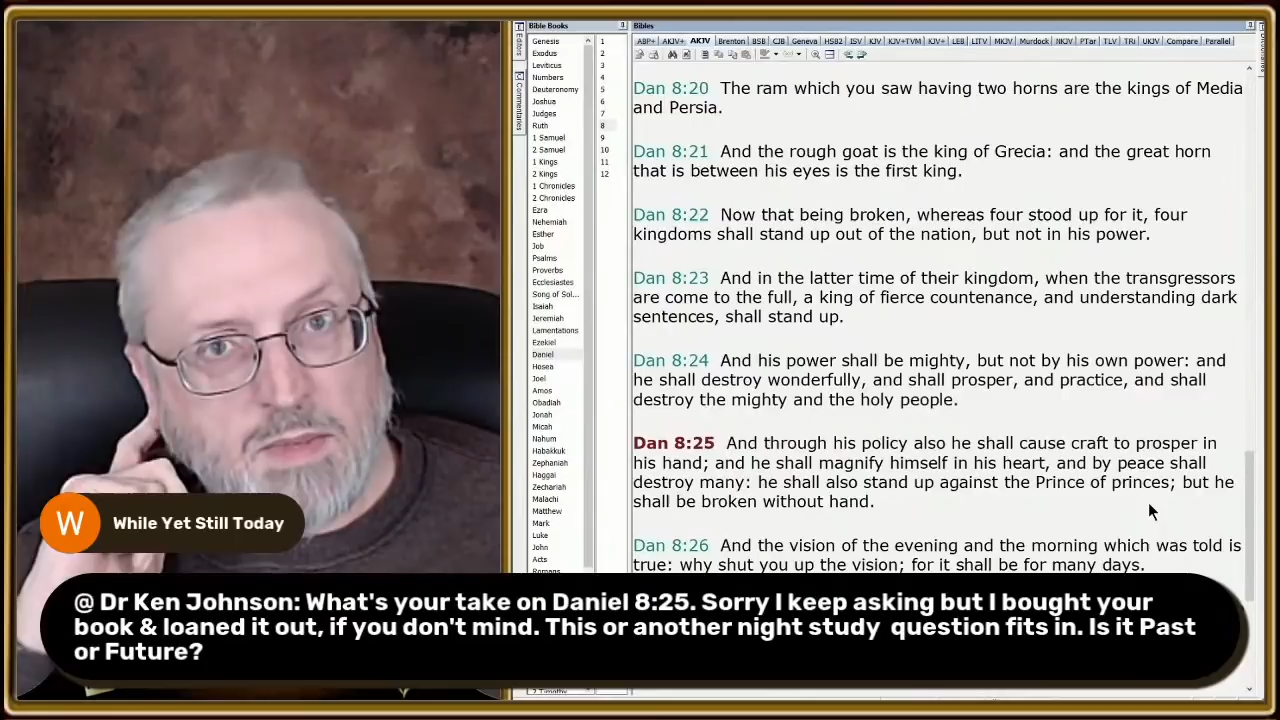 Bible Books
Bibles
Editors
Commentaries
ABP+ AKJV+ AKJV Brenton BSB CJB Geneva HSB2 ISV KJV KJV+TVM KJV+ LEB LITV MKJV Murdock NKJV PTar TLV TRi UKJV Compare Parallel
Genesis
Exodus
Leviticus
Numbers
Deuteronomy
Joshua
Judges
Ruth
1 Samuel
2 Samuel
1 Kings
2 Kings
1 Chronicles
2 Chronicles
Ezra
Nehemiah
Esther
Job
Psalms
Proverbs
Ecclesiastes
Song of Sol...
Isaiah
Jeremiah
Lamentations
Ezekiel
Daniel
Hosea
Joel
Amos
Obadiah
Jonah
Micah
Nahum
Habakkuk
Zephaniah
Haggai
Zechariah
Malachi
Matthew
Mark
Luke
John
Acts
Romans
2 Timothy
1
2
3
4
5
6
7
8
9
10
11
12
Dan 8:20 The ram which you saw having two horns are the kings of Media
and Persia.
Dan 8:21 And the rough goat is the king of Grecia: and the great horn
that is between his eyes is the first king.
Dan 8:22 Now that being broken, whereas four stood up for it, four
kingdoms shall stand up out of the nation, but not in his power.
Dan 8:23 And in the latter time of their kingdom, when the transgressors
are come to the full, a king of fierce countenance, and understanding dark
sentences, shall stand up.
Dan 8:24 And his power shall be mighty, but not by his own power: and
he shall destroy wonderfully, and shall prosper, and practice, and shall
destroy the mighty and the holy people.
Dan 8:25 And through his policy also he shall cause craft to prosper in
his hand; and he shall magnify himself in his heart, and by peace shall
destroy many: he shall also stand up against the Prince of princes; but he
shall be broken without hand.
Dan 8:26 And the vision of the evening and the morning which was told is
true: why shut you up the vision; for it shall be for many days.
W
While Yet Still Today
@ Dr Ken Johnson: What's your take on Daniel 8:25. Sorry I keep asking but I bought your
book & loaned it out, if you don't mind. This or another night study question fits in. Is it Past
or Future?